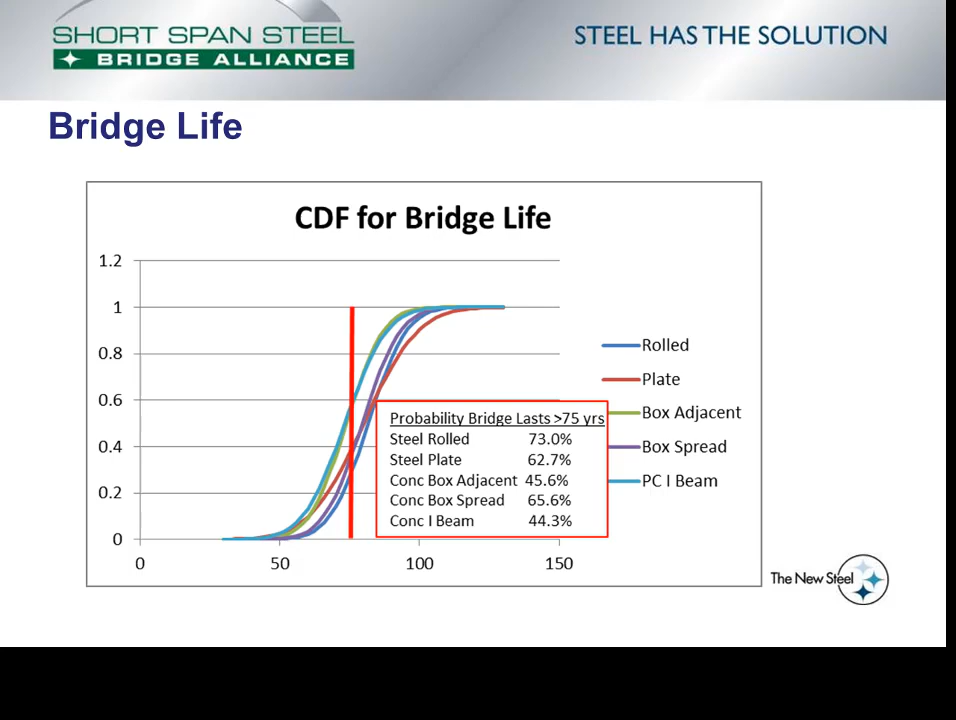 SHORT SPAN STEEL
BRIDGE ALLIANCE
STEEL HAS THE SOLUTION
Bridge Life
CDF for Bridge Life
1.2
1
0.8
0.6
0.4
0.2
0
0 50 100 150
Probability Bridge Lasts >75 yrs
Steel Rolled 73.0%
Steel Plate 62.7%
Conc Box Adjacent 45.6%
Conc Box Spread 65.6%
Conc I Beam 44.3%
Rolled
Plate
Box Adjacent
Box Spread
PC I Beam
The New Steel